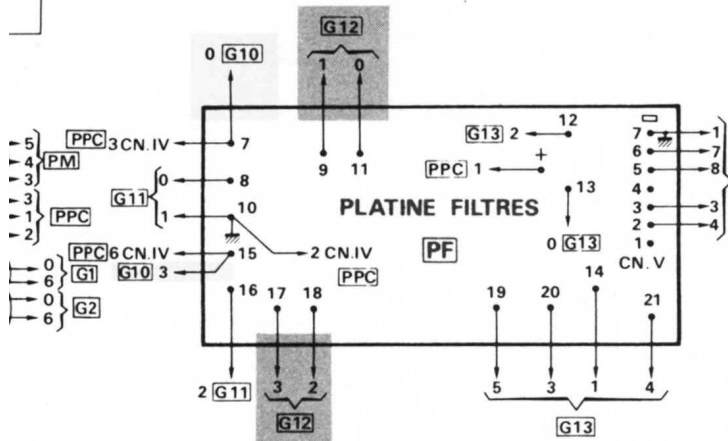 G12
0 G10
1 0
12
PPC 3 CN.IV 7
G13 2
7 1
5
4 PM
3
9 11
+
6 7
PPC 1
5 8
G11 0 8
13
4
3
1 PPC
2
1 10
PLATINE FILTRES
3 3
2 4
PPC 6 CN.IV 15
2 CN.IV
PF
0 G13
1
G10 3
PPC
14
CN. V
0 G1
6
16 17 18
19 20 21
0 G2
6
2 G11
3 2
5 3 1 4
G12
G13